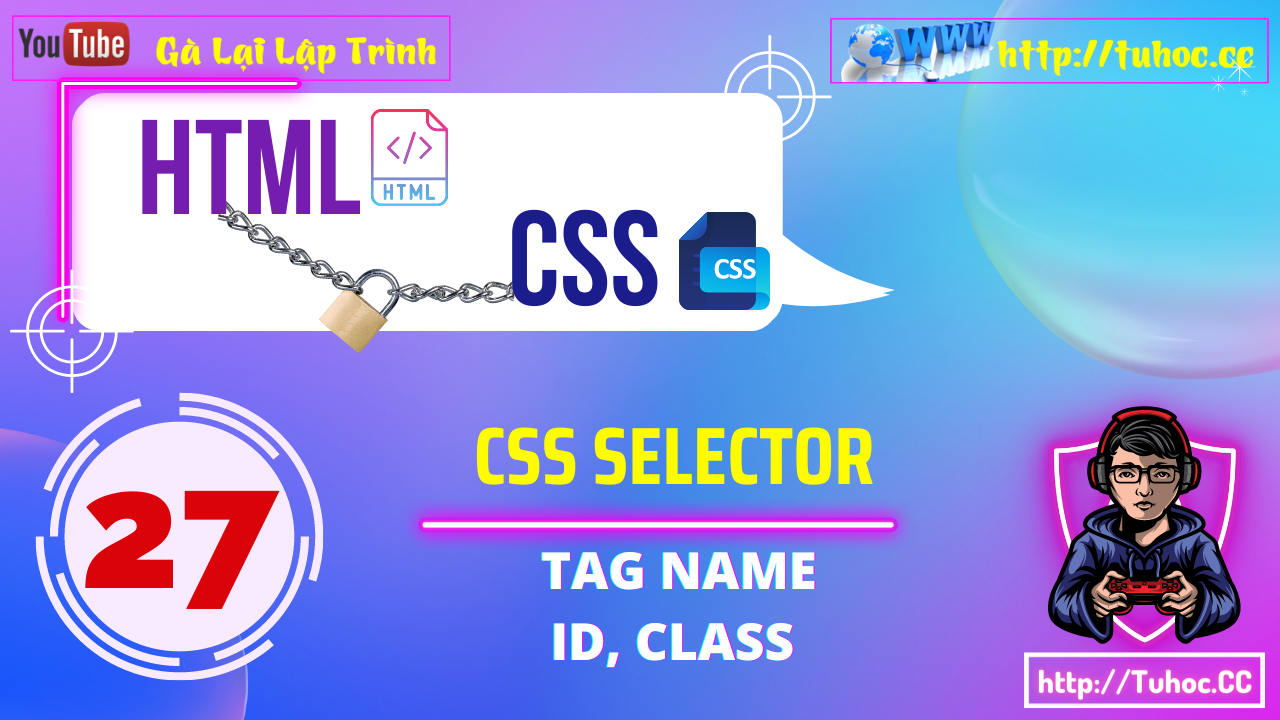 YouTube
Gà Lại Lập Trình
WWW
http://tuhoc.cc
HTML
HTML
CSS
CSS
27
CSS SELECTOR
TAG NAME
ID, CLASS
http://Tuhoc.CC